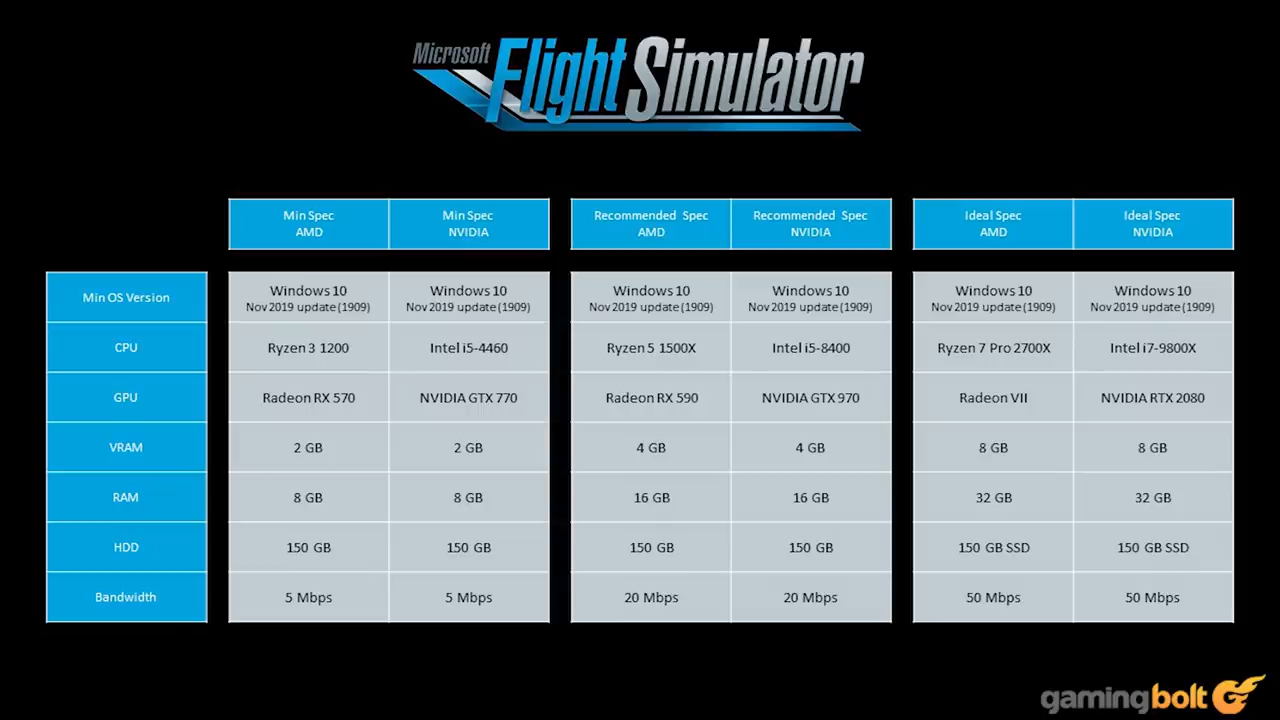 Microsoft Flight Simulator
Min Spec AMD
Min Spec NVIDIA
Recommended Spec AMD
Recommended Spec NVIDIA
Ideal Spec AMD
Ideal Spec NVIDIA
Min OS Version
Windows 10 Nov 2019 update (1909)
Windows 10 Nov 2019 update (1909)
Windows 10 Nov 2019 update (1909)
Windows 10 Nov 2019 update (1909)
Windows 10 Nov 2019 update (1909)
Windows 10 Nov 2019 update (1909)
CPU
Ryzen 3 1200
Intel i5-4460
Ryzen 5 1500X
Intel i5-8400
Ryzen 7 Pro 2700X
Intel i7-9800X
GPU
Radeon RX 570
NVIDIA GTX 770
Radeon RX 590
NVIDIA GTX 970
Radeon VII
NVIDIA RTX 2080
VRAM
2 GB
2 GB
4 GB
4 GB
8 GB
8 GB
RAM
8 GB
8 GB
16 GB
16 GB
32 GB
32 GB
HDD
150 GB
150 GB
150 GB
150 GB
150 GB SSD
150 GB SSD
Bandwidth
5 Mbps
5 Mbps
20 Mbps
20 Mbps
50 Mbps
50 Mbps
gamingbolt